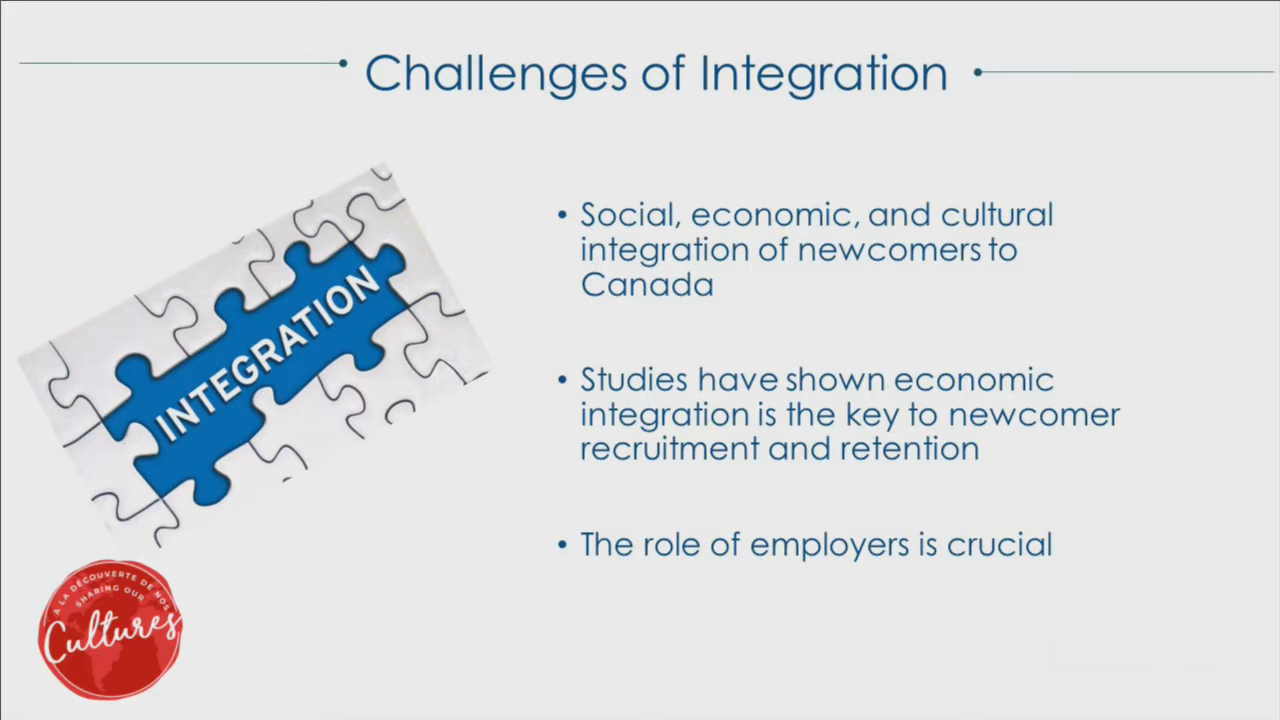 Challenges of Integration
INTEGRATION
• Social, economic, and cultural
integration of newcomers to
Canada
• Studies have shown economic
integration is the key to newcomer
recruitment and retention
• The role of employers is crucial
À LA DÉCOUVERTE DE NOS
SHARING OUR
Cultures